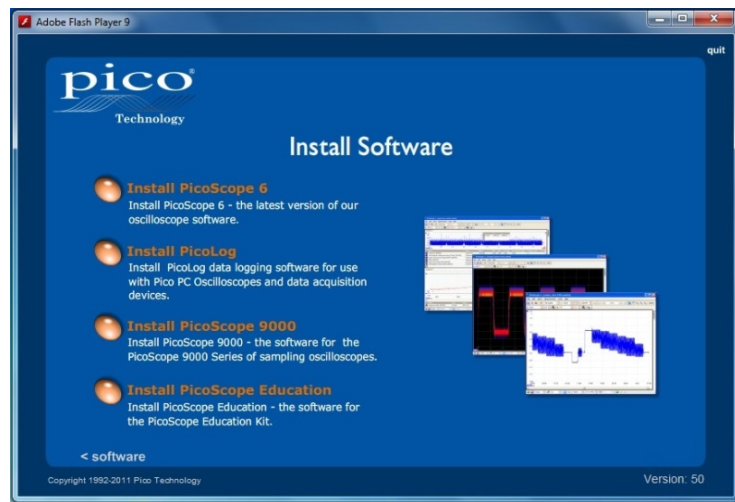 Adobe Flash Player 9
quit
pico
Technology
Install Software
Install PicoScope 6
Install PicoScope 6 - the latest version of our
oscilloscope software.
Install PicoLog
Install PicoLog data logging software for use
with Pico PC Oscilloscopes and data acquisition
devices.
Install PicoScope 9000
Install PicoScope 9000 - the software for the
PicoScope 9000 Series of sampling oscilloscopes.
Install PicoScope Education
Install PicoScope Education - the software for
the PicoScope Education Kit.
< software
Copyright 1992-2011 Pico Technology
Version: 50